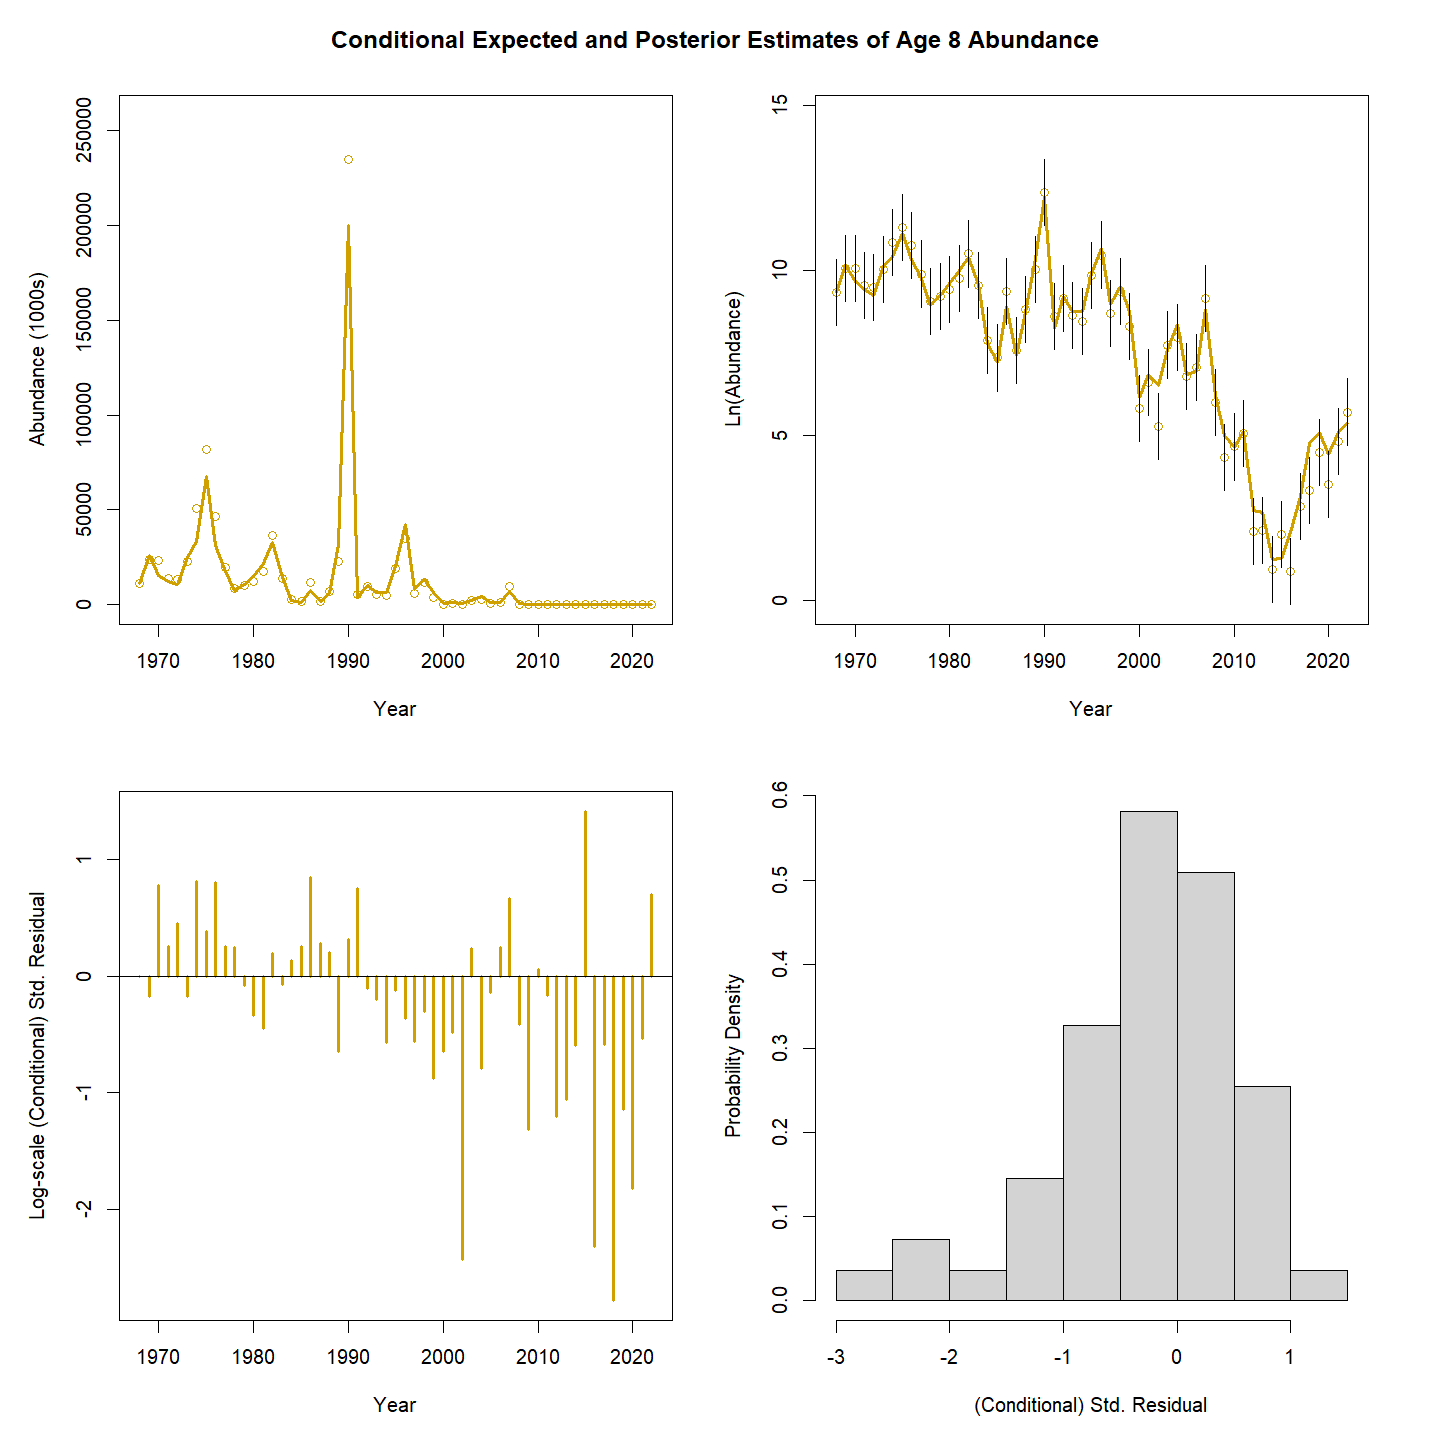 Conditional Expected and Posterior Estimates of Age 8 Abundance
Abundance (1000s)
250000
200000
150000
100000
50000
0
1970 1980 1990 2000 2010 2020
Year
Ln(Abundance)
15
10
5
0
1970 1980 1990 2000 2010 2020
Year
Log-scale (Conditional) Std. Residual
1
0
-1
-2
1970 1980 1990 2000 2010 2020
Year
Probability Density
0.6
0.5
0.4
0.3
0.2
0.1
0.0
-3 -2 -1 0 1
(Conditional) Std. Residual